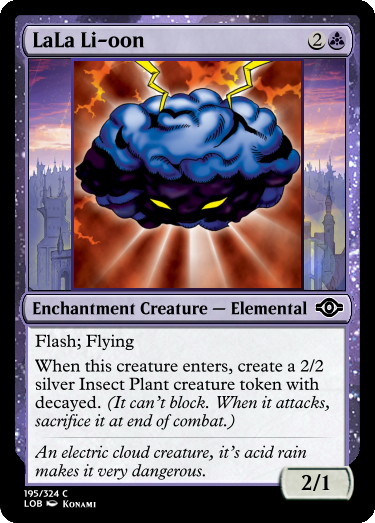 LaLa Li-oon
2
Enchantment Creature — Elemental
Flash; Flying
When this creature enters, create a 2/2
silver Insect Plant creature token with
decayed. (It can't block. When it attacks,
sacrifice it at end of combat.)
An electric cloud creature, it's acid rain
makes it very dangerous.
2/1
195/324 C
LOB Konami